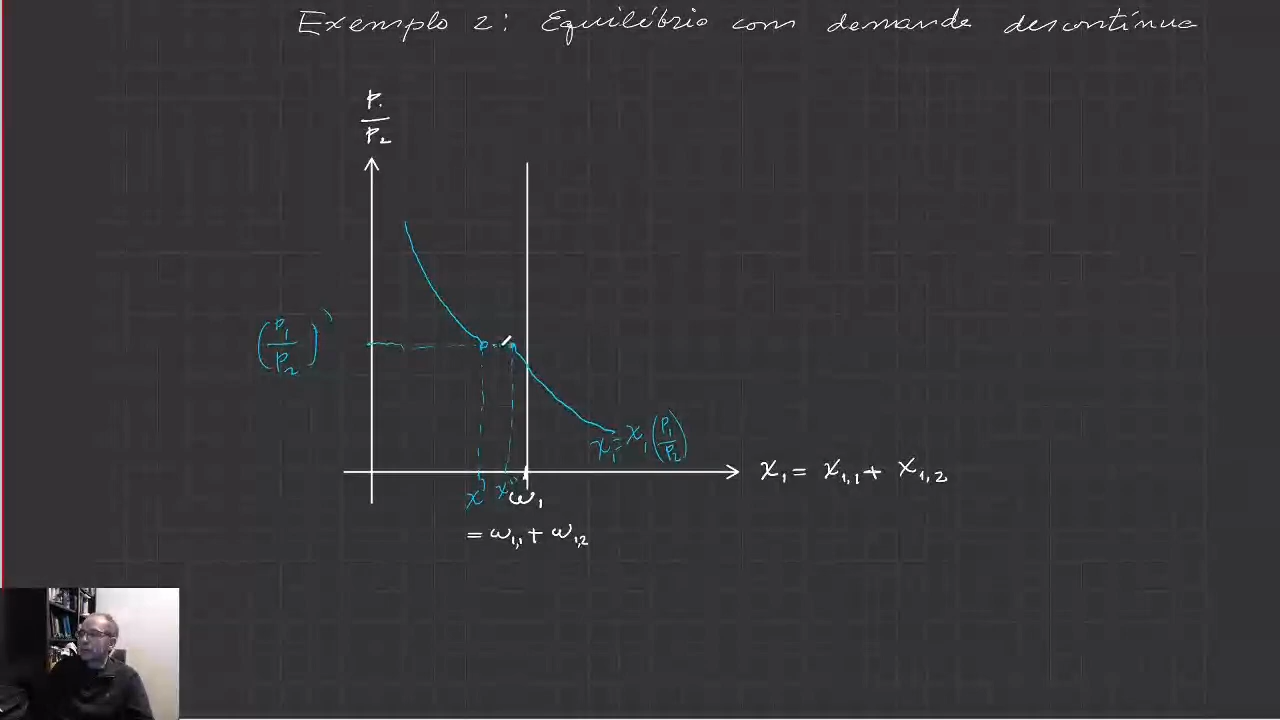 Exemplo 2: Equilíbrio com demanda descontínua
p₁/p₂
(p₁/p₂)'
x₁ = x₁(p₁/p₂)
x₁ = x₁,₁ + x₁,₂
x' x'' ω₁
= ω₁,₁ + ω₁,₂